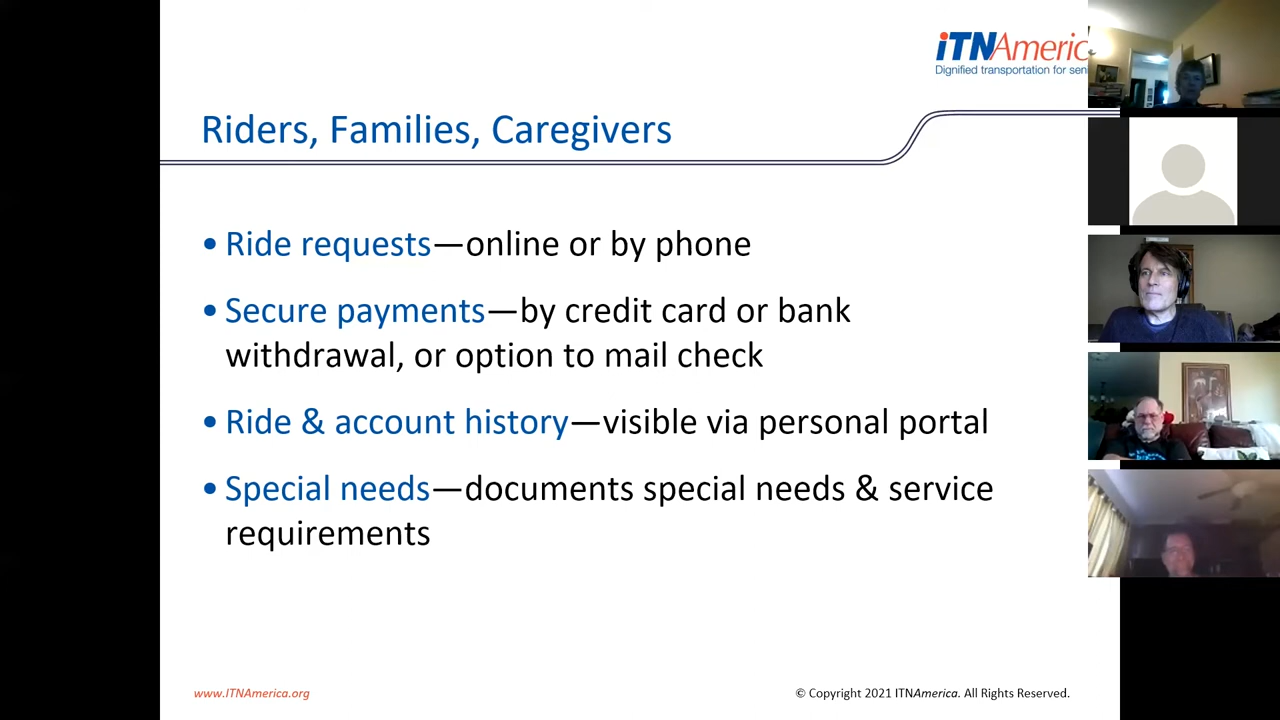 iTNAmeric
Dignified transportation for sen
Riders, Families, Caregivers
• Ride requests—online or by phone
• Secure payments—by credit card or bank
withdrawal, or option to mail check
• Ride & account history—visible via personal portal
• Special needs—documents special needs & service
requirements
www.ITNAmerica.org
© Copyright 2021 ITNAmerica. All Rights Reserved.